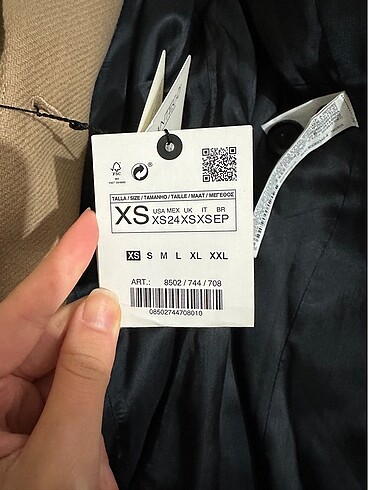 FSC
TALLA / SIZE / TAMANHO / TAILLE / MAAT / ΜΕΓΕΘΟΣ
XS
USA MEX UK IT BR
XS 24 XS XS EP
XS S M L XL XXL
ART.: 8502 / 744 / 708
08502744708010